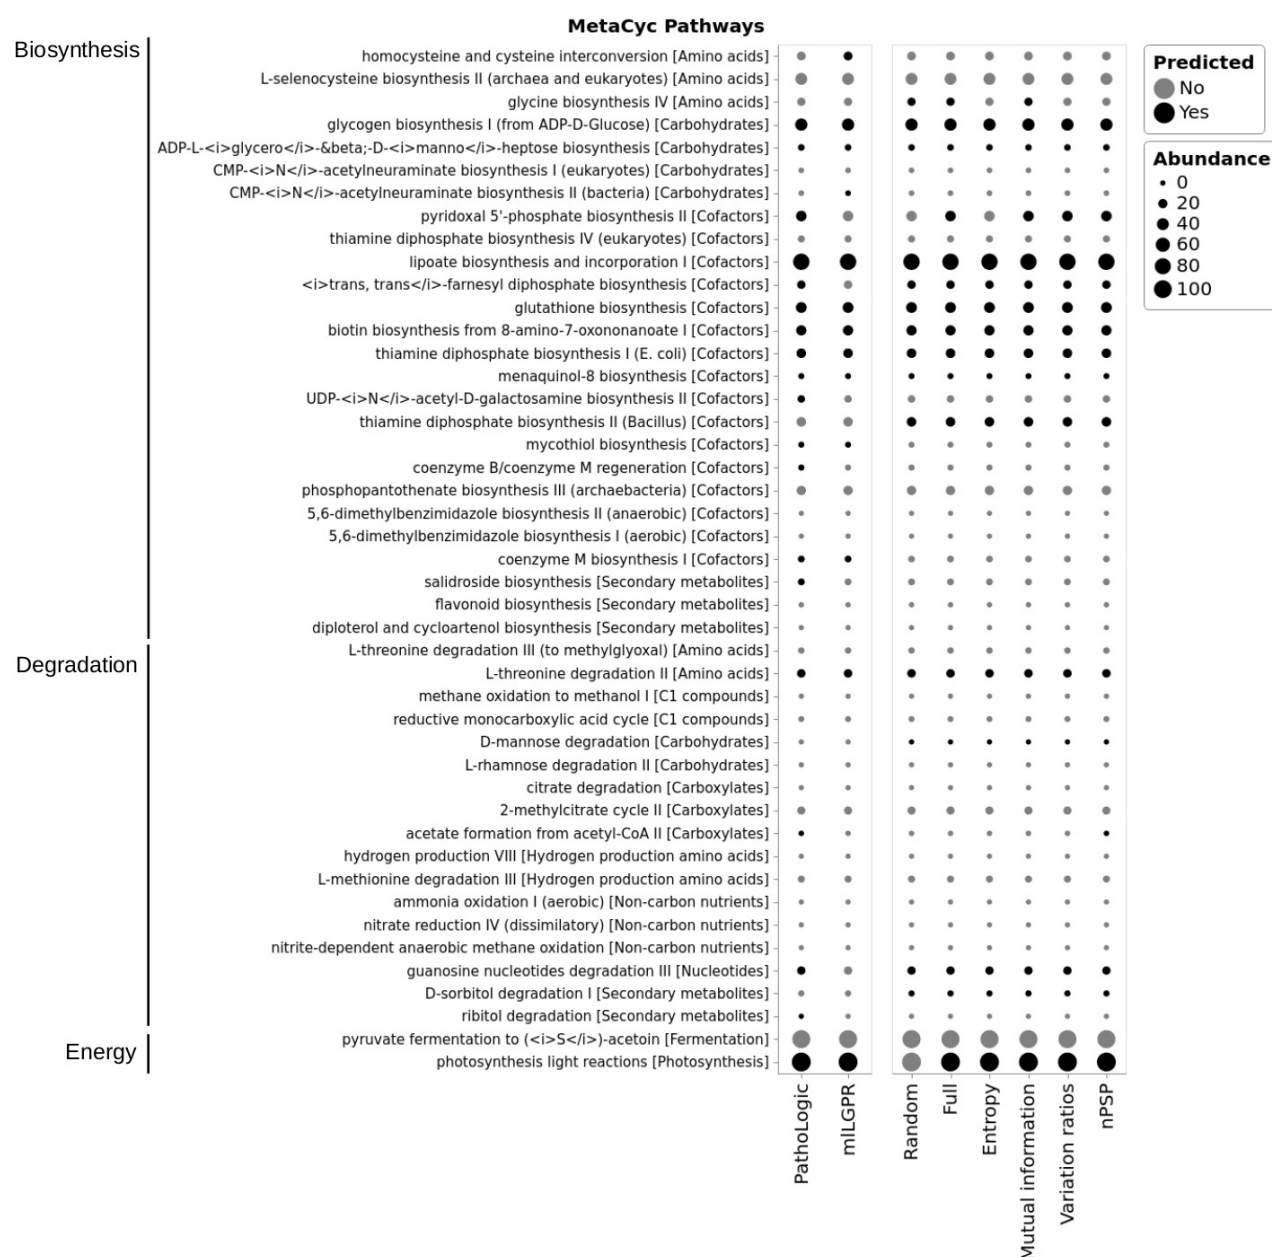 MetaCyc Pathways
Biosynthesis
homocysteine and cysteine interconversion [Amino acids]
L-selenocysteine biosynthesis II (archaea and eukaryotes) [Amino acids]
glycine biosynthesis IV [Amino acids]
glycogen biosynthesis I (from ADP-D-Glucose) [Carbohydrates]
ADP-L-<i>glycero</i>-&beta;-D-<i>manno</i>-heptose biosynthesis [Carbohydrates]
CMP-<i>N</i>-acetylneuraminate biosynthesis I (eukaryotes) [Carbohydrates]
CMP-<i>N</i>-acetylneuraminate biosynthesis II (bacteria) [Carbohydrates]
pyridoxal 5'-phosphate biosynthesis II [Cofactors]
thiamine diphosphate biosynthesis IV (eukaryotes) [Cofactors]
lipoate biosynthesis and incorporation I [Cofactors]
<i>trans, trans</i>-farnesyl diphosphate biosynthesis [Cofactors]
glutathione biosynthesis [Cofactors]
biotin biosynthesis from 8-amino-7-oxononanoate I [Cofactors]
thiamine diphosphate biosynthesis I (E. coli) [Cofactors]
menaquinol-8 biosynthesis [Cofactors]
UDP-<i>N</i>-acetyl-D-galactosamine biosynthesis II [Cofactors]
thiamine diphosphate biosynthesis II (Bacillus) [Cofactors]
mycothiol biosynthesis [Cofactors]
coenzyme B/coenzyme M regeneration [Cofactors]
phosphopantothenate biosynthesis III (archaebacteria) [Cofactors]
5,6-dimethylbenzimidazole biosynthesis II (anaerobic) [Cofactors]
5,6-dimethylbenzimidazole biosynthesis I (aerobic) [Cofactors]
coenzyme M biosynthesis I [Cofactors]
salidroside biosynthesis [Secondary metabolites]
flavonoid biosynthesis [Secondary metabolites]
diploterol and cycloartenol biosynthesis [Secondary metabolites]
Degradation
L-threonine degradation III (to methylglyoxal) [Amino acids]
L-threonine degradation II [Amino acids]
methane oxidation to methanol I [C1 compounds]
reductive monocarboxylic acid cycle [C1 compounds]
D-mannose degradation [Carbohydrates]
L-rhamnose degradation II [Carbohydrates]
citrate degradation [Carboxylates]
2-methylcitrate cycle II [Carboxylates]
acetate formation from acetyl-CoA II [Carboxylates]
hydrogen production VIII [Hydrogen production amino acids]
L-methionine degradation III [Hydrogen production amino acids]
ammonia oxidation I (aerobic) [Non-carbon nutrients]
nitrate reduction IV (dissimilatory) [Non-carbon nutrients]
nitrite-dependent anaerobic methane oxidation [Non-carbon nutrients]
guanosine nucleotides degradation III [Nucleotides]
D-sorbitol degradation I [Secondary metabolites]
ribitol degradation [Secondary metabolites]
Energy
pyruvate fermentation to (<i>S</i>)-acetoin [Fermentation]
photosynthesis light reactions [Photosynthesis]
PathoLogic
mlLGPR
Random
Full
Entropy
Mutual information
Variation ratios
nPSP
Predicted
No
Yes
Abundance
0
20
40
60
80
100